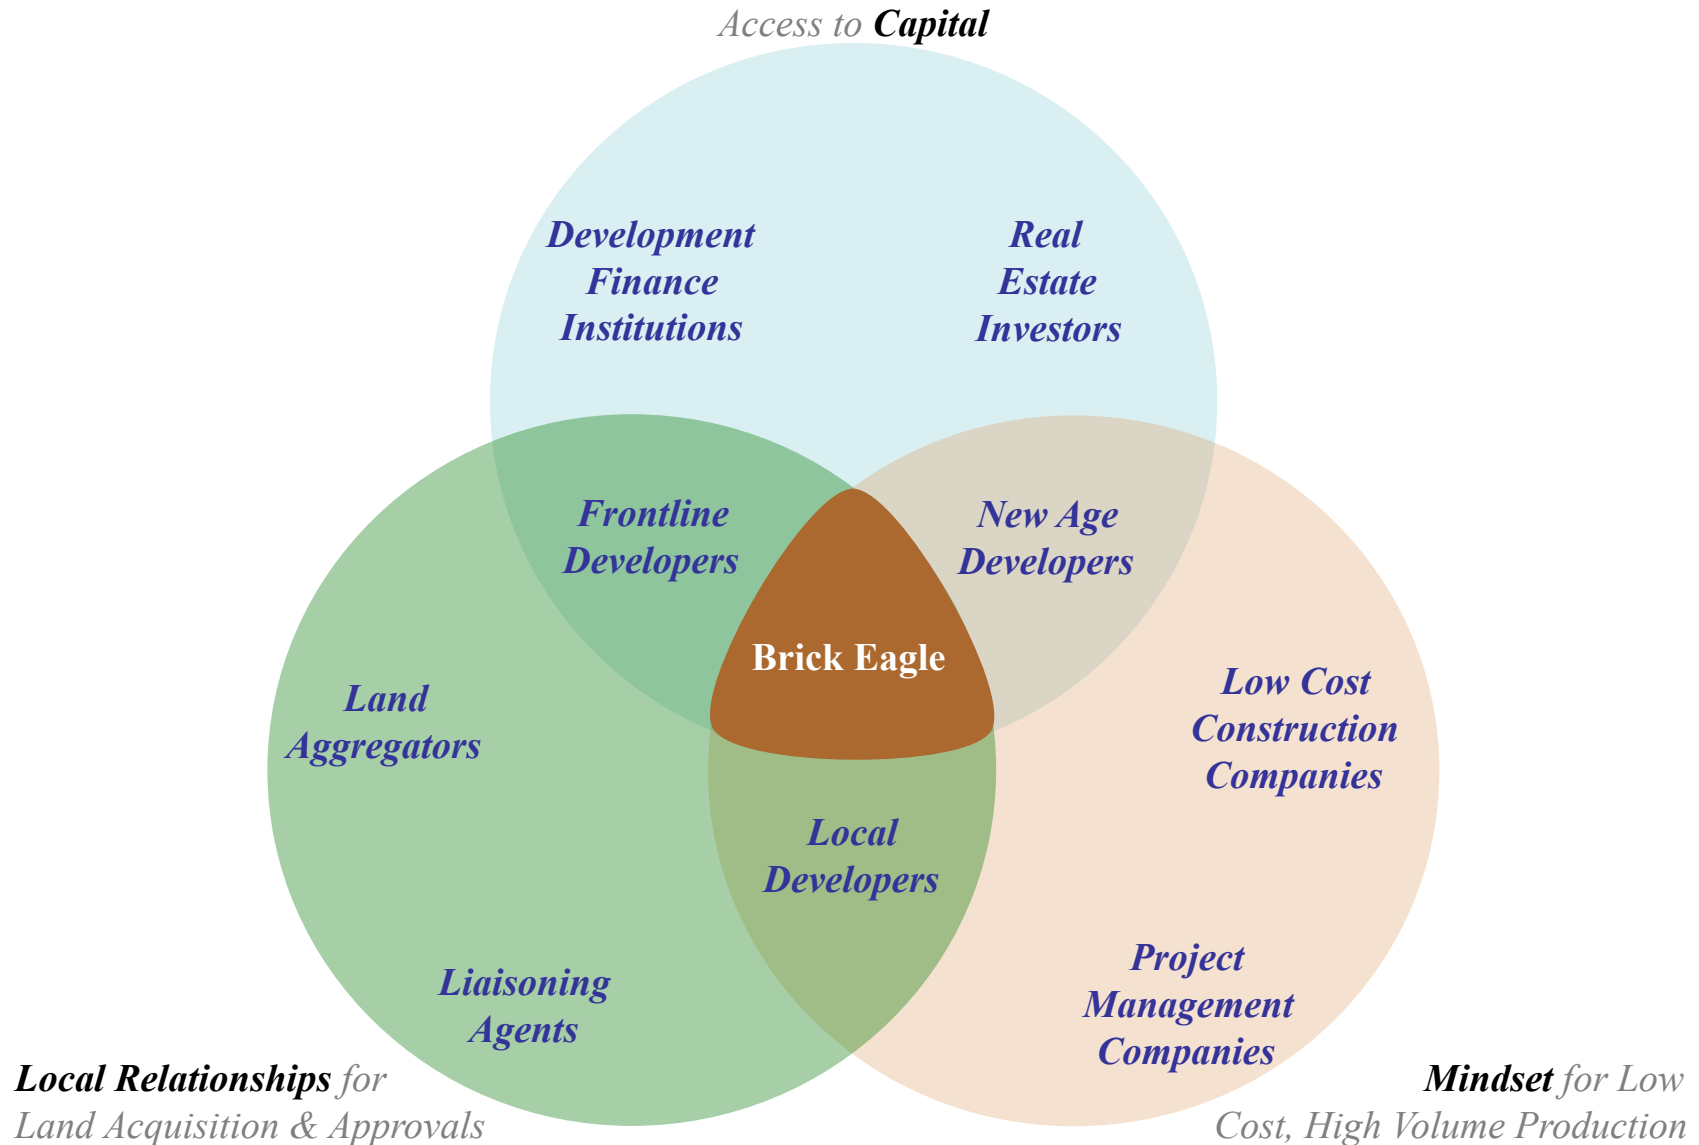 Access to Capital
Development
Finance
Institutions
Real
Estate
Investors
Frontline
Developers
New Age
Developers
Brick Eagle
Land
Aggregators
Low Cost
Construction
Companies
Local
Developers
Liaisoning
Agents
Project
Management
Companies
Local Relationships for
Land Acquisition & Approvals
Mindset for Low
Cost, High Volume Production